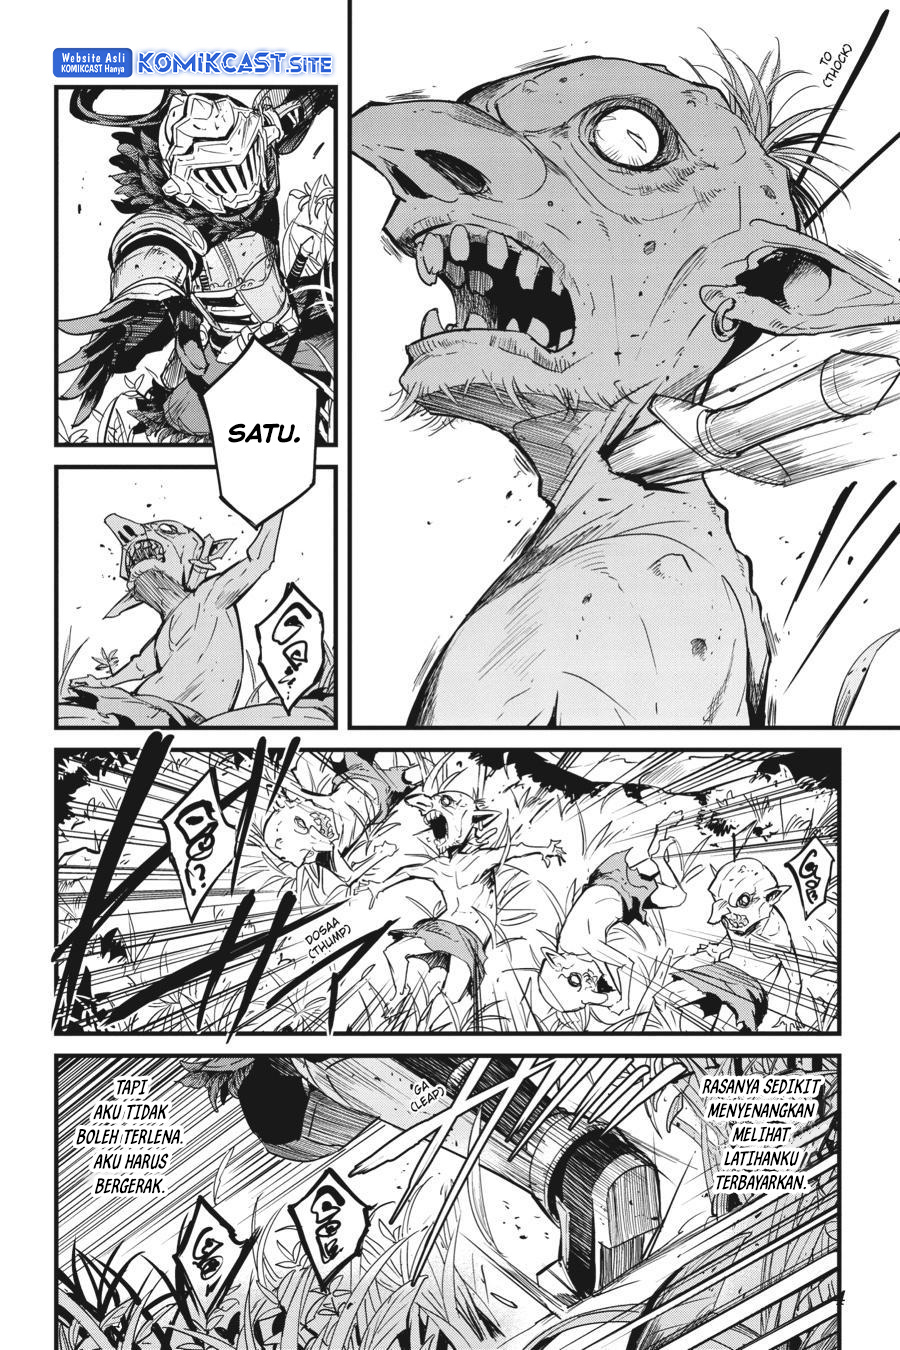 Website Asli
KOMIKCAST Hanya
KOMIKCAST.SITE
TO
(THOCK)
SATU.
DOSAA
(THUMP)
GA
(LEAP)
RASANYA SEDIKIT
MENYENANGKAN
MELIHAT
LATIHANKU
TERBAYARKAN.
TAPI
AKU TIDAK
BOLEH TERLENA.
AKU HARUS
BERGERAK.
4